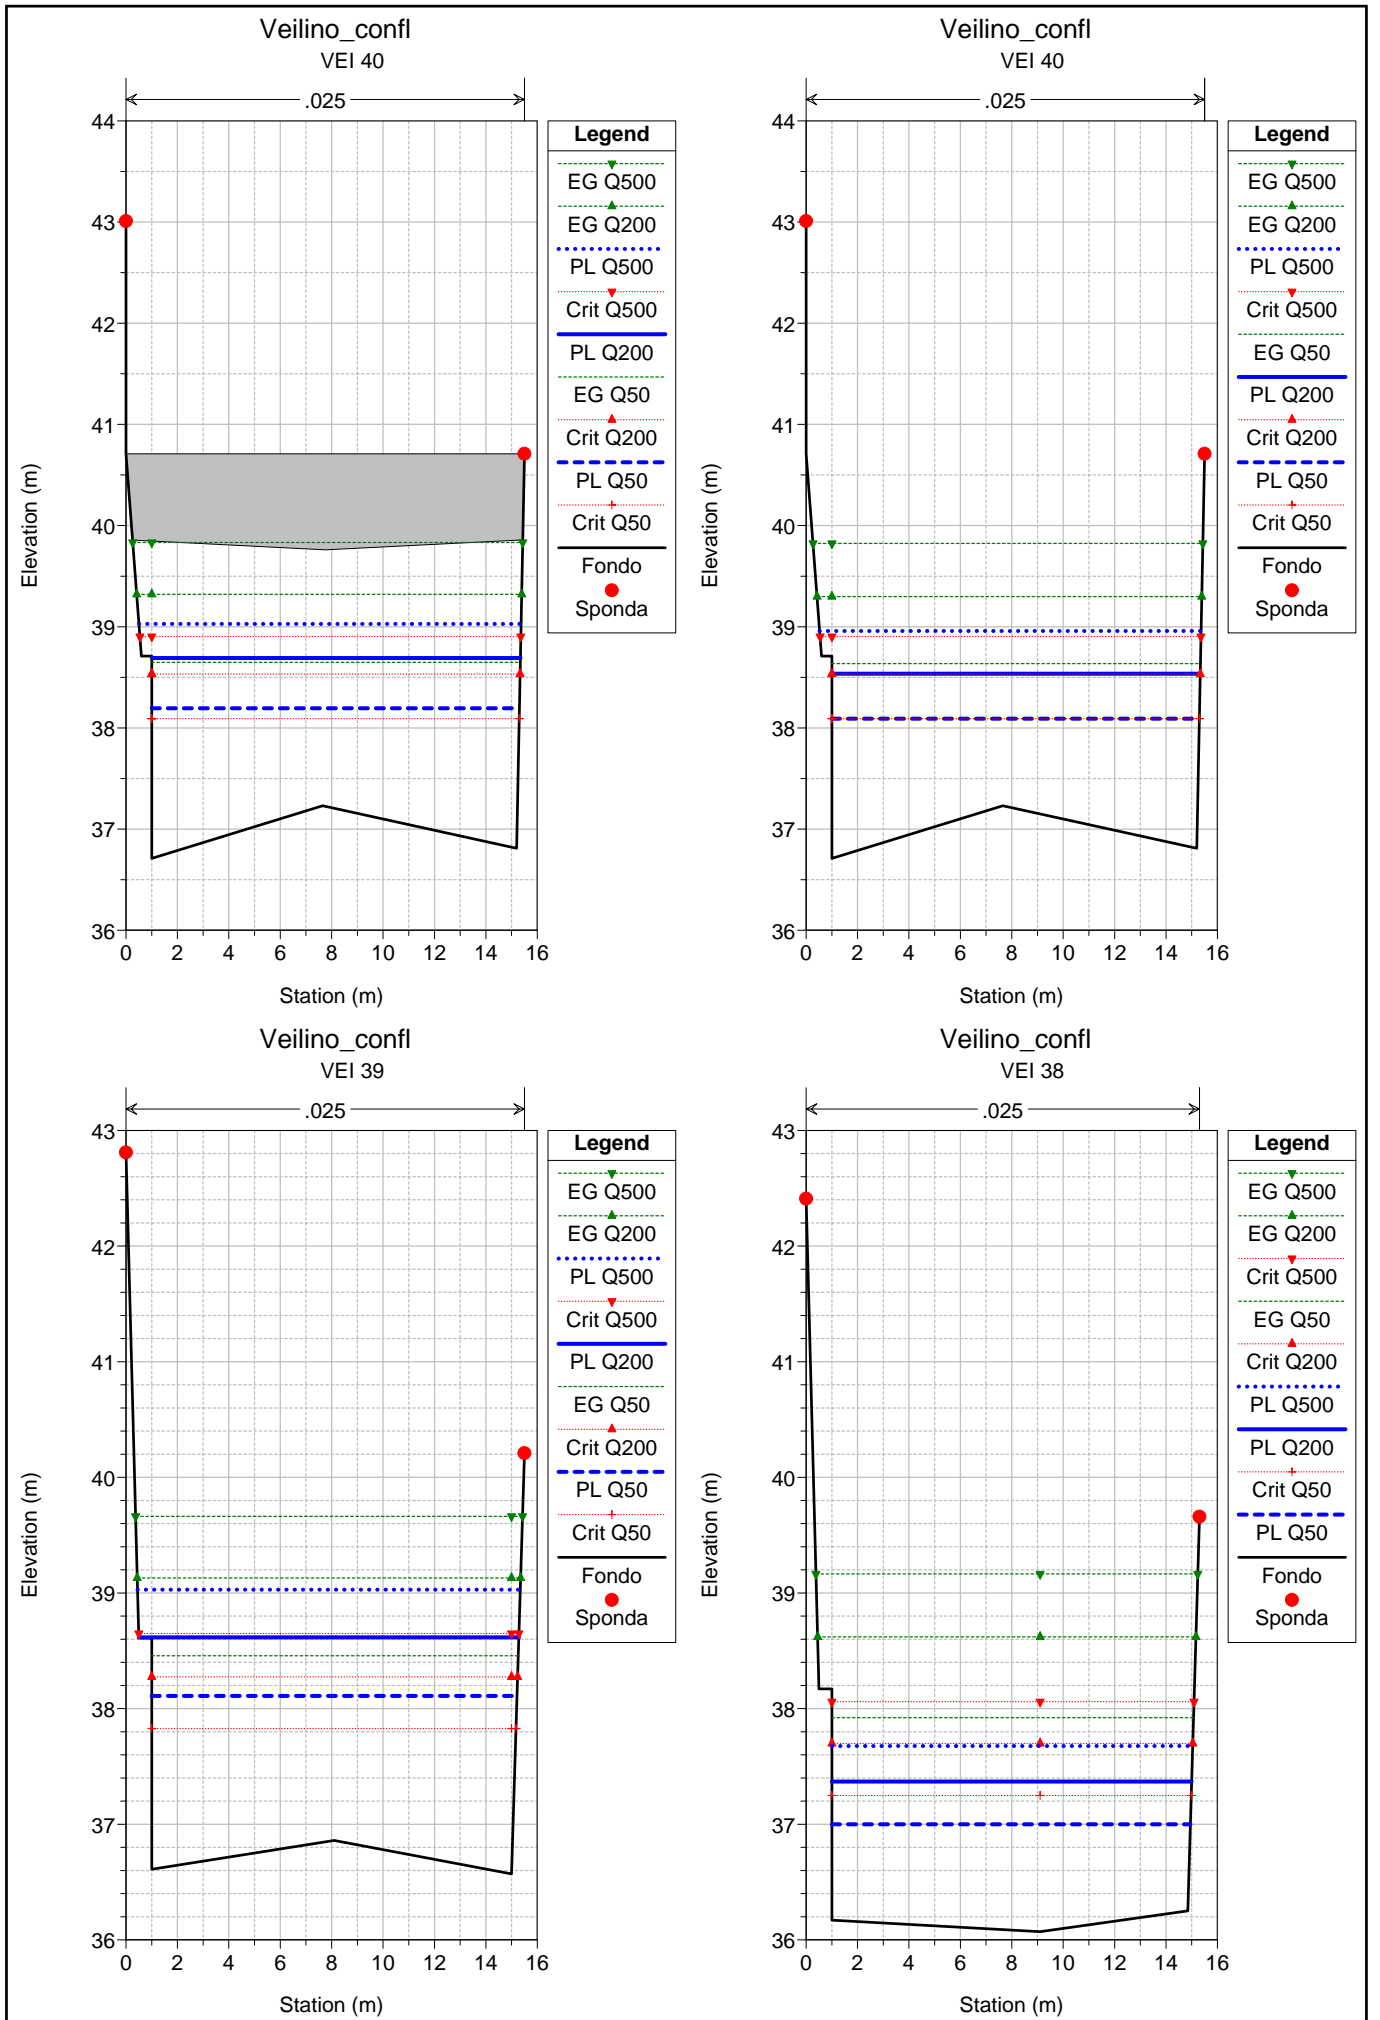 Veilino_confl
VEI 40
.025
44
43
42
41
40
39
38
37
36
Elevation (m)
0 2 4 6 8 10 12 14 16
Station (m)
Legend
EG Q500
EG Q200
PL Q500
Crit Q500
PL Q200
EG Q50
Crit Q200
PL Q50
Crit Q50
Fondo
Sponda
Veilino_confl
VEI 40
.025
44
43
42
41
40
39
38
37
36
Elevation (m)
0 2 4 6 8 10 12 14 16
Station (m)
Legend
EG Q500
EG Q200
PL Q500
Crit Q500
EG Q50
PL Q200
Crit Q200
PL Q50
Crit Q50
Fondo
Sponda
Veilino_confl
VEI 39
.025
43
42
41
40
39
38
37
36
Elevation (m)
0 2 4 6 8 10 12 14 16
Station (m)
Legend
EG Q500
EG Q200
PL Q500
Crit Q500
PL Q200
EG Q50
Crit Q200
PL Q50
Crit Q50
Fondo
Sponda
Veilino_confl
VEI 38
.025
43
42
41
40
39
38
37
36
Elevation (m)
0 2 4 6 8 10 12 14 16
Station (m)
Legend
EG Q500
EG Q200
Crit Q500
EG Q50
Crit Q200
PL Q500
PL Q200
Crit Q50
PL Q50
Fondo
Sponda